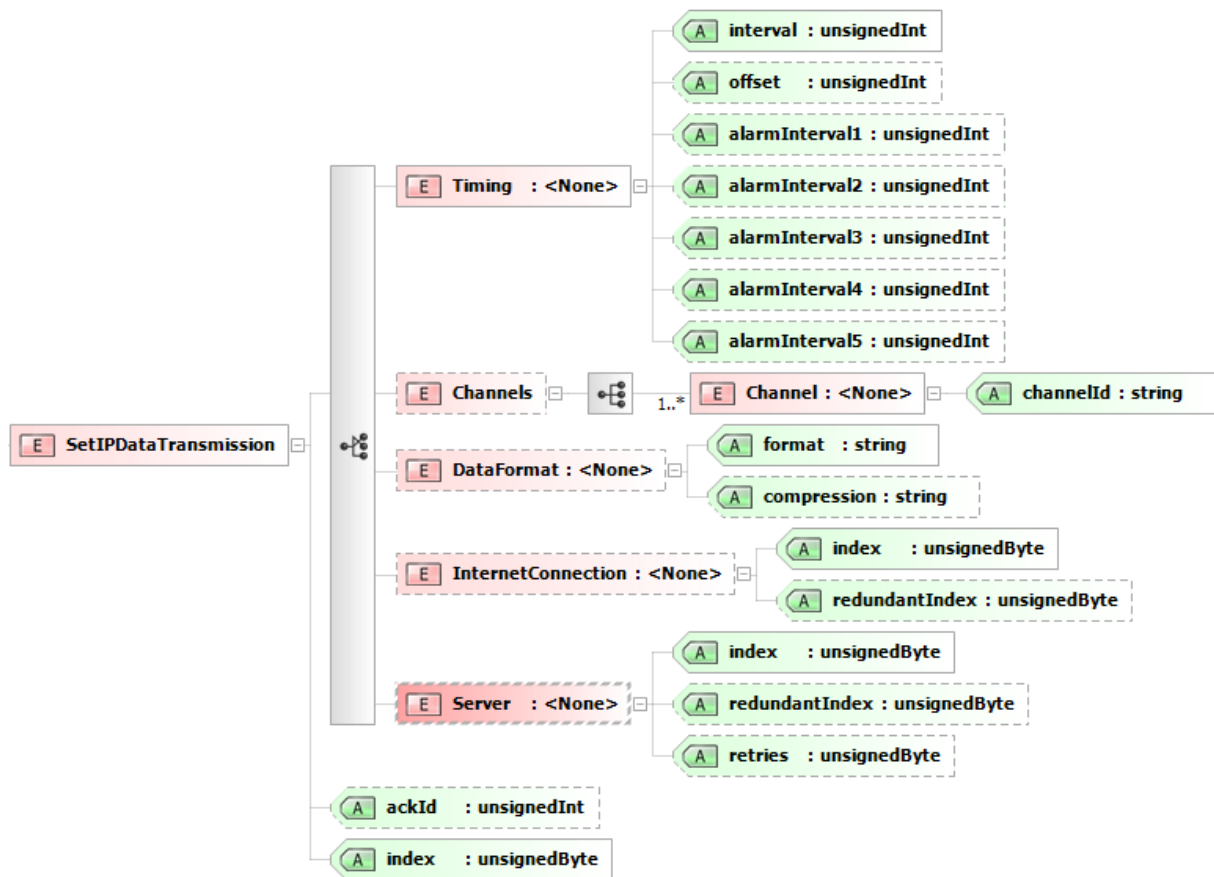 A interval : unsignedInt
A offset : unsignedInt
A alarmInterval1 : unsignedInt
E Timing : <None>
A alarmInterval2 : unsignedInt
A alarmInterval3 : unsignedInt
A alarmInterval4 : unsignedInt
A alarmInterval5 : unsignedInt
E Channels
1..*
E Channel : <None>
A channelId : string
E SetIPDataTransmission
E DataFormat : <None>
A format : string
A compression : string
E InternetConnection : <None>
A index : unsignedByte
A redundantIndex : unsignedByte
E Server : <None>
A index : unsignedByte
A redundantIndex : unsignedByte
A retries : unsignedByte
A ackId : unsignedInt
A index : unsignedByte